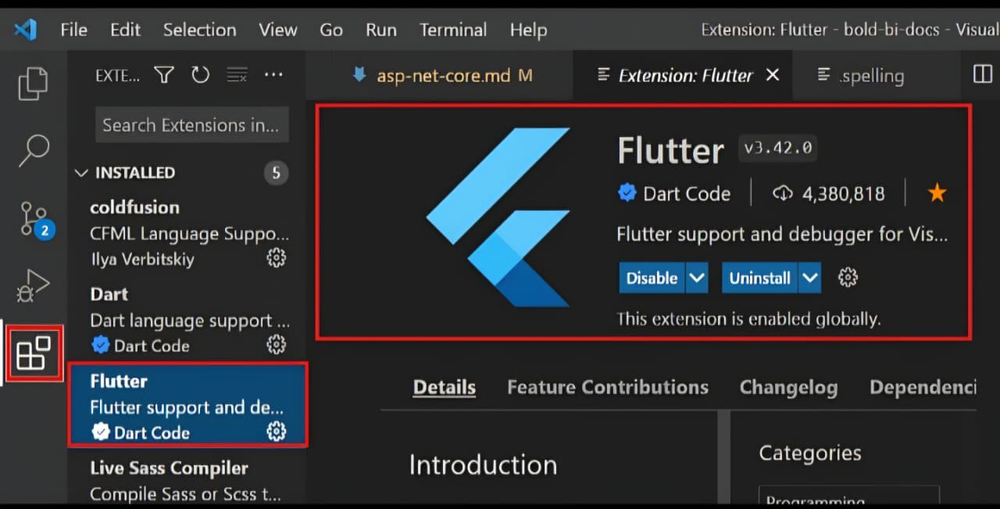 File Edit Selection View Go Run Terminal Help Extension: Flutter - bold-bi-docs - Visual
EXTE...
Search Extensions in...
INSTALLED 5
coldfusion
CFML Language Suppo...
Ilya Verbitskiy
Dart
Dart language support ...
Dart Code
Flutter
Flutter support and de...
Dart Code
Live Sass Compiler
Compile Sass or Scss t...
2
asp-net-core.md M Extension: Flutter .spelling
Flutter v3.42.0
Dart Code 4,380,818
Flutter support and debugger for Vis...
Disable Uninstall
This extension is enabled globally.
Details Feature Contributions Changelog Dependenci
Introduction
Categories
Programming